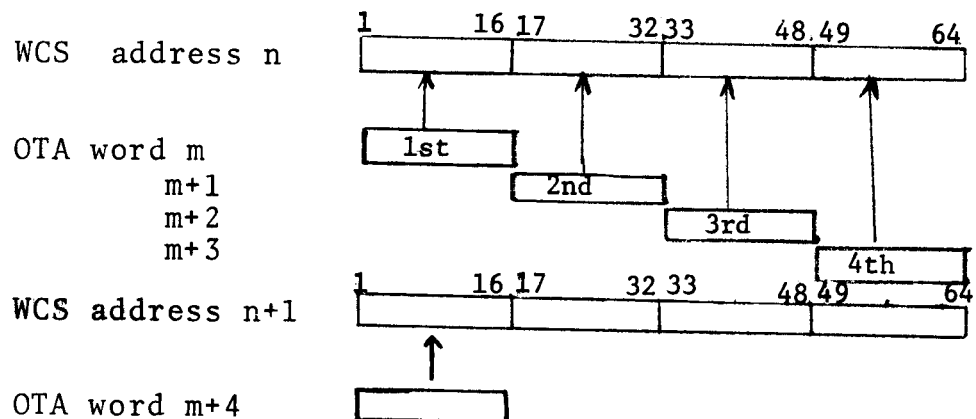 1 16 17 32 33 48 49 64
WCS address n
OTA word m 1st
m+1 2nd
m+2 3rd
m+3 4th
1 16 17 32 33 48 49 64
WCS address n+1
OTA word m+4